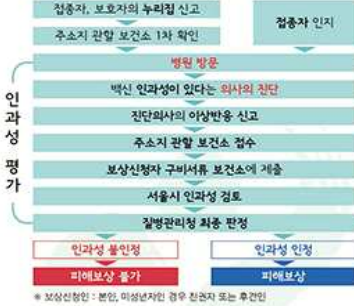 접종자, 보호자의 누리집 신고
접종자 인지
주소지 관할 보건소 1차 확인
병원 방문
백신 인과성이 있다는 의사의 진단
진단의사의 이상반응 신고
주소지 관할 보건소 접수
보상신청자 구비서류 보건소에 제출
서울시 인과성 검토
질병관리청 최종 판정
인과성 평가
인과성 불인정
인과성 인정
피해보상 불가
피해보상
※ 보상신청인 : 본인, 미성년자인 경우 친권자 또는 후견인